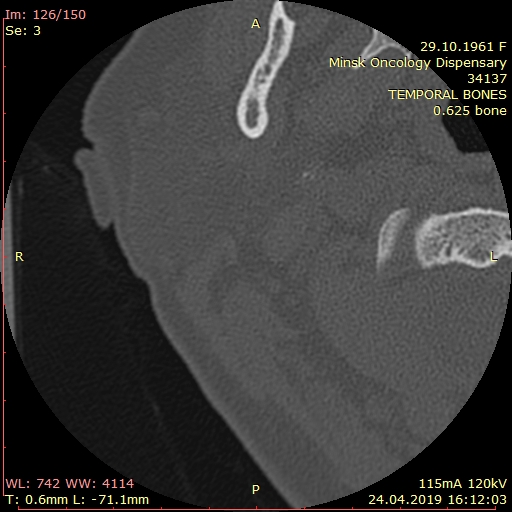 Im: 126/150
Se: 3
A
29.10.1961 F
Minsk Oncology Dispensary
34137
TEMPORAL BONES
0.625 bone
R
L
WL: 742 WW: 4114
T: 0.6mm L: -71.1mm
P
115mA 120kV
24.04.2019 16:12:03